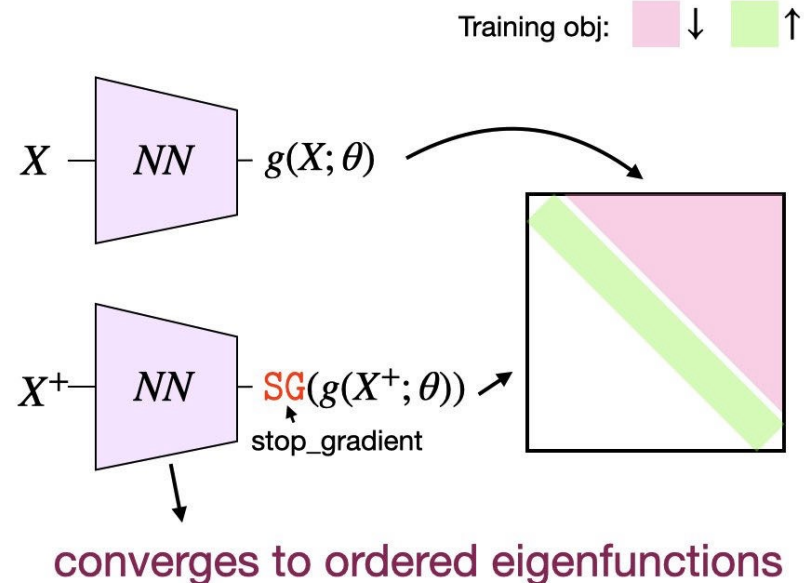 Training obj: ↓ ↑
X NN g(X; θ)
X⁺ NN SG(g(X⁺; θ))
stop_gradient
converges to ordered eigenfunctions